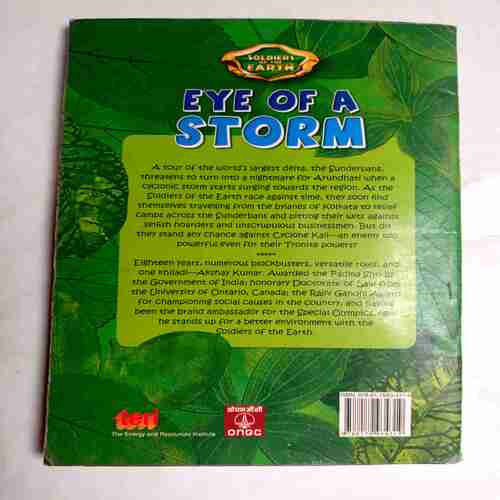 SOLDIERS
OF THE
EARTH
EYE OF A
STORM
A tour of the world's largest delta, the Sunderbans,
threatens to turn into a nightmare for Arundhati when a
cyclonic storm starts surging towards the region. As the
Soldiers of the Earth race against time, they soon find
themselves travelling from the bylanes of Kolkata to relief
camps across the Sunderbans and pitting their wits against
selfish hoarders and unscrupulous businessmen. But do
they stand any chance against Cyclone Kali—an enemy too
powerful even for their Tronite powers?
*****
Eighteen years, numerous blockbusters, versatile roles, and
one khiladi—Akshay Kumar. Awarded the Padma Shri by
the Government of India; honorary Doctorate of Law from
the University of Ontario, Canada; the Rajiv Gandhi Award
for championing social causes in the country; and having
been the brand ambassador for the Special Olympics,
he stands up for a better environment with the
Soldiers of the Earth.
teri
The Energy and Resources Institute
ओएनजीसी
ONGC
ISBN